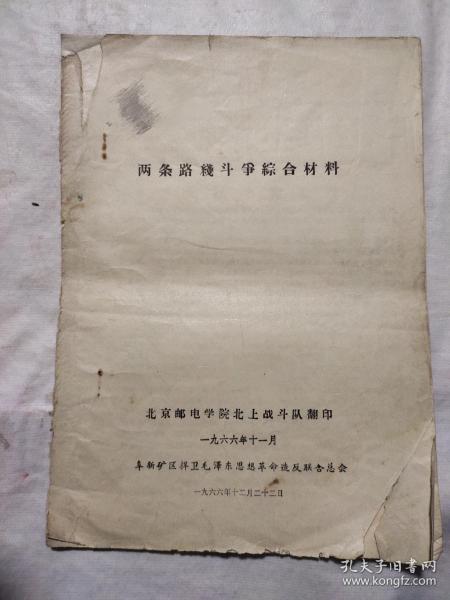 两条路綫斗爭綜合材料
北京邮电学院北上战斗队翻印
一九六六年十一月
阜新矿区捍卫毛泽东思想革命造反联合总会
一九六六年十二月二十二日
孔夫子旧书网
www.kongfz.com